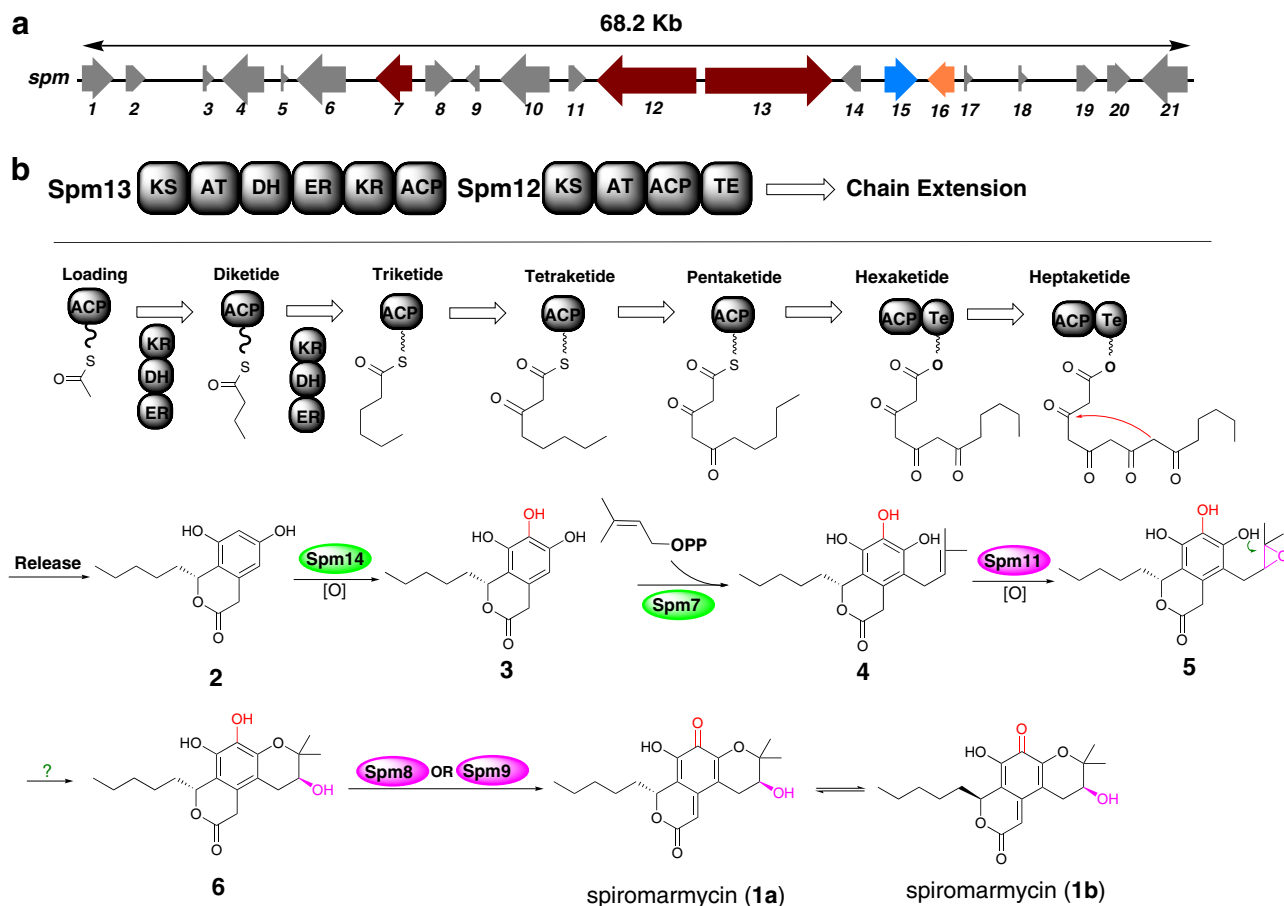 a
68.2 Kb
spm
1 2 3 4 5 6 7 8 9 10 11 12 13 14 15 16 17 18 19 20 21
b
Spm13 KS AT DH ER KR ACP Spm12 KS AT ACP TE Chain Extension
Loading Diketide Triketide Tetraketide Pentaketide Hexaketide Heptaketide
ACP ACP ACP ACP ACP ACP Te ACP Te
KR KR
DH DH
ER ER
S S S S S O O
O O O O O O O
O O O O
O O O O O O
Release
HO OH
O
O
2
Spm14
[O]
OH
HO OH
O
O
3
OPP
Spm7
OH
HO OH
O
O
4
Spm11
[O]
OH
HO OH
O
O
O
5
?
OH
HO O
OH
O
O
6
Spm8 OR Spm9
O
HO O
OH
O
O
spiromarmycin (1a)
O
HO O
OH
O
O
spiromarmycin (1b)